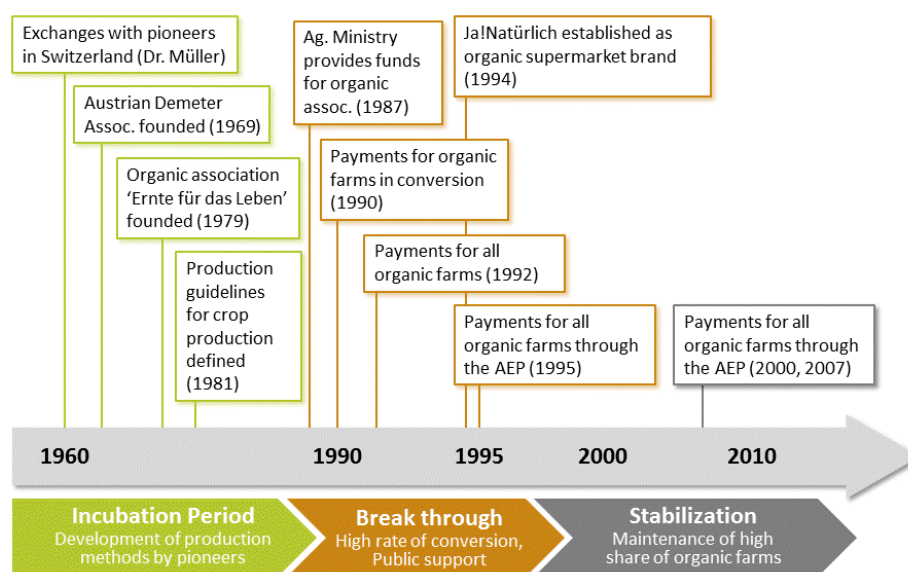 Exchanges with pioneers
in Switzerland (Dr. Müller)
Austrian Demeter
Assoc. founded (1969)
Organic association
‘Ernte für das Leben’
founded (1979)
Production
guidelines
for crop
production
defined
(1981)
Ag. Ministry
provides funds
for organic
assoc. (1987)
Payments for organic
farms in conversion
(1990)
Payments for all
organic farms (1992)
Ja!Natürlich established as
organic supermarket brand
(1994)
Payments for all
organic farms through
the AEP (1995)
Payments for all
organic farms through
the AEP (2000, 2007)
1960 1990 1995 2000 2010
Incubation Period
Development of production
methods by pioneers
Break through
High rate of conversion,
Public support
Stabilization
Maintenance of high
share of organic farms